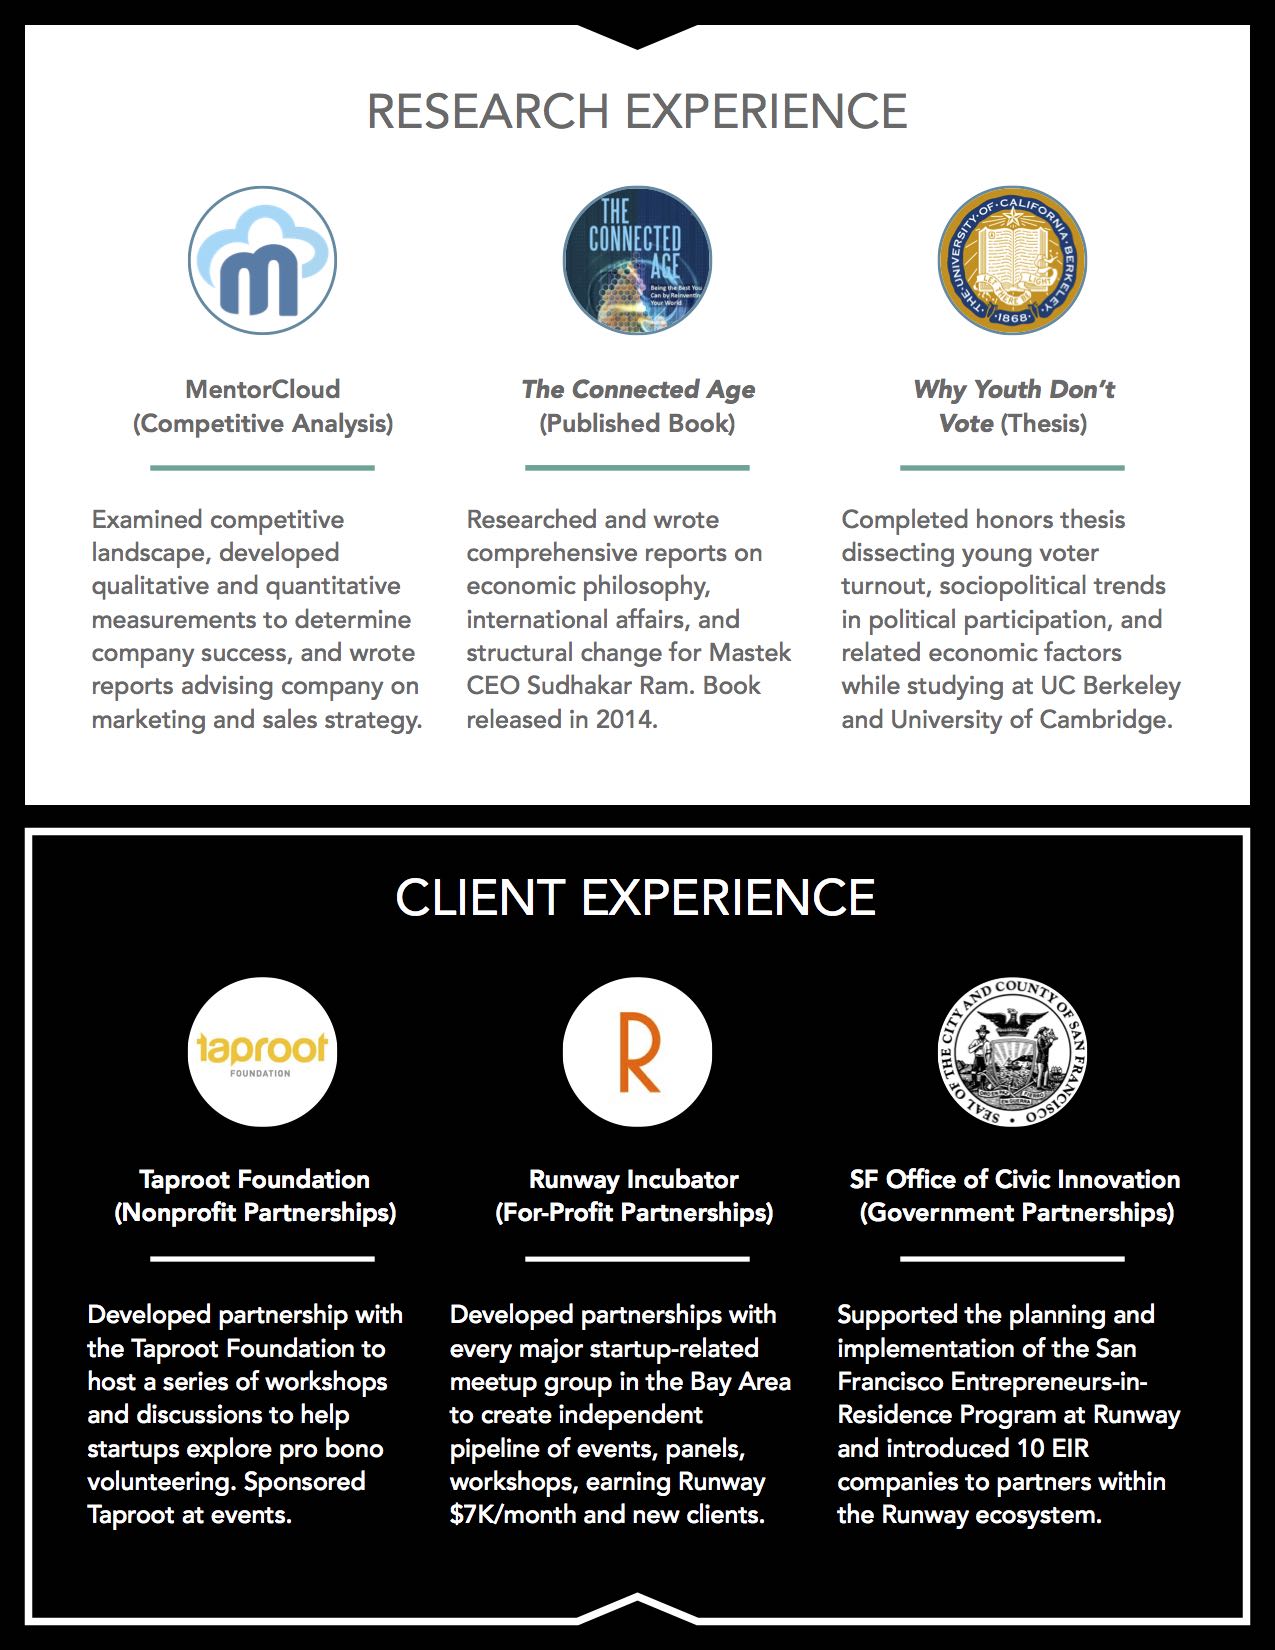 RESEARCH EXPERIENCE
m
THE
CONNECTED
AGE
Being the Best You
Can by Reinventin
Your World
THE·UNIVERSITY·OF·CALIFORNIA·BERKELEY
LET THERE BE LIGHT
·1868·
MentorCloud
(Competitive Analysis)
The Connected Age
(Published Book)
Why Youth Don’t
Vote (Thesis)
Examined competitive
landscape, developed
qualitative and quantitative
measurements to determine
company success, and wrote
reports advising company on
marketing and sales strategy.
Researched and wrote
comprehensive reports on
economic philosophy,
international affairs, and
structural change for Mastek
CEO Sudhakar Ram. Book
released in 2014.
Completed honors thesis
dissecting young voter
turnout, sociopolitical trends
in political participation, and
related economic factors
while studying at UC Berkeley
and University of Cambridge.
CLIENT EXPERIENCE
taproot
FOUNDATION
R
SEAL OF THE CITY AND COUNTY OF SAN FRANCISCO
ORO EN PAZ FIERRO
EN GUERRA
Taproot Foundation
(Nonprofit Partnerships)
Runway Incubator
(For-Profit Partnerships)
SF Office of Civic Innovation
(Government Partnerships)
Developed partnership with
the Taproot Foundation to
host a series of workshops
and discussions to help
startups explore pro bono
volunteering. Sponsored
Taproot at events.
Developed partnerships with
every major startup-related
meetup group in the Bay Area
to create independent
pipeline of events, panels,
workshops, earning Runway
$7K/month and new clients.
Supported the planning and
implementation of the San
Francisco Entrepreneurs-in-
Residence Program at Runway
and introduced 10 EIR
companies to partners within
the Runway ecosystem.